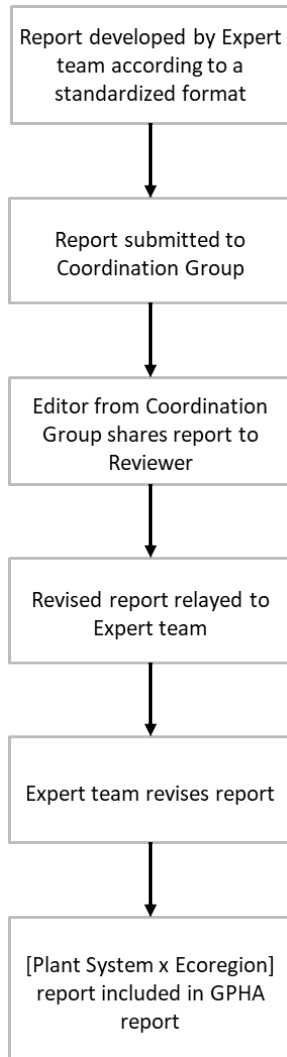 Report developed by Expert
team according to a
standardized format
Report submitted to
Coordination Group
Editor from Coordination
Group shares report to
Reviewer
Revised report relayed to
Expert team
Expert team revises report
[Plant System x Ecoregion]
report included in GPHA
report